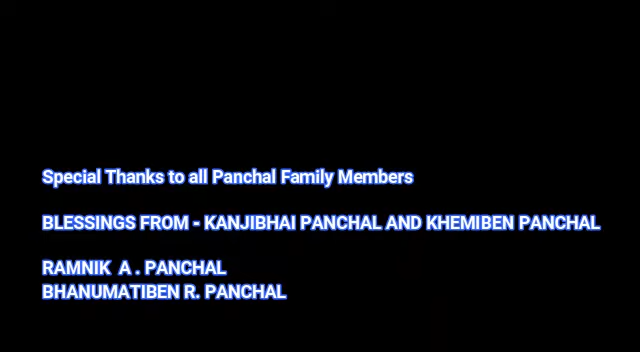 Special Thanks to all Panchal Family Members
BLESSINGS FROM - KANJIBHAI PANCHAL AND KHEMIBEN PANCHAL
RAMNIK  A . PANCHAL
BHANUMATIBEN R. PANCHAL